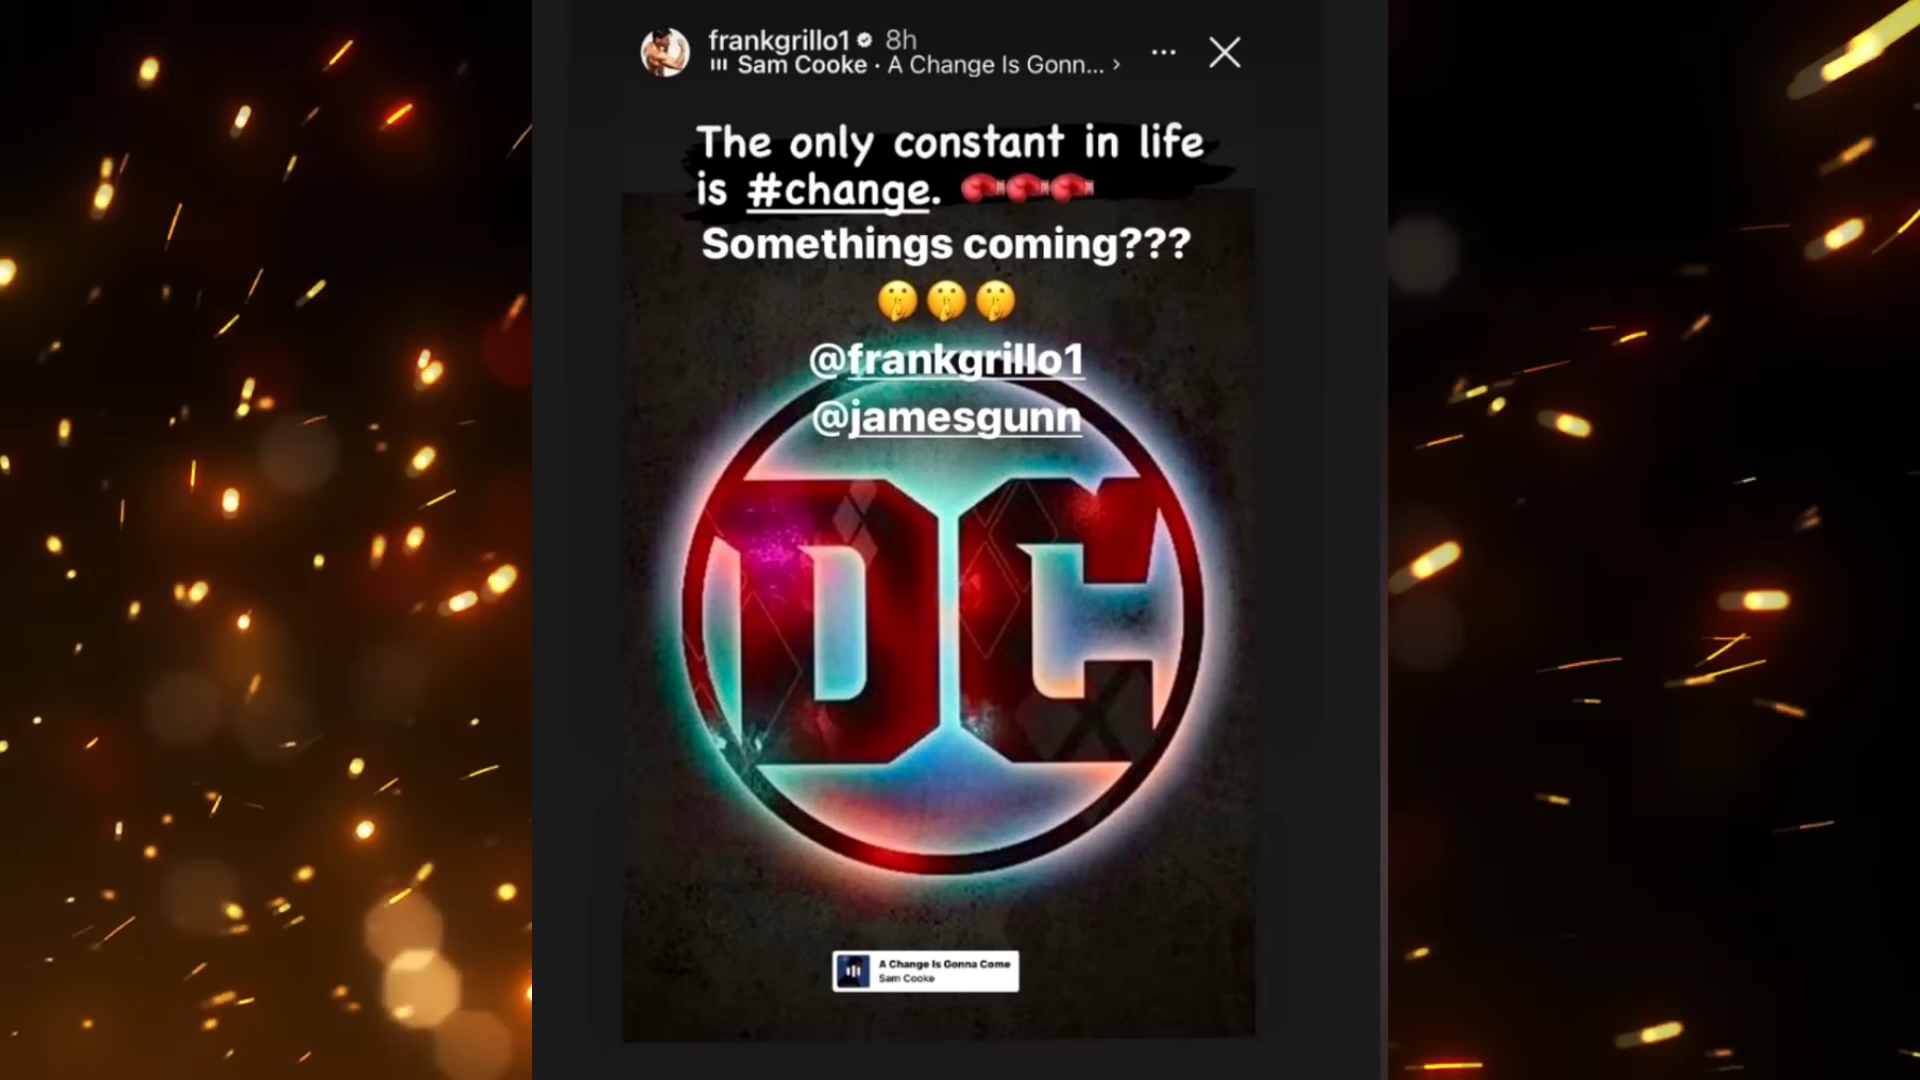 frankgrillo1 8h
Sam Cooke · A Change Is Gonn... >
The only constant in life
is #change. 🥊🥊🥊
Somethings coming???
🤫🤫🤫
@frankgrillo1
@jamesgunn
DC
A Change Is Gonna Come
Sam Cooke